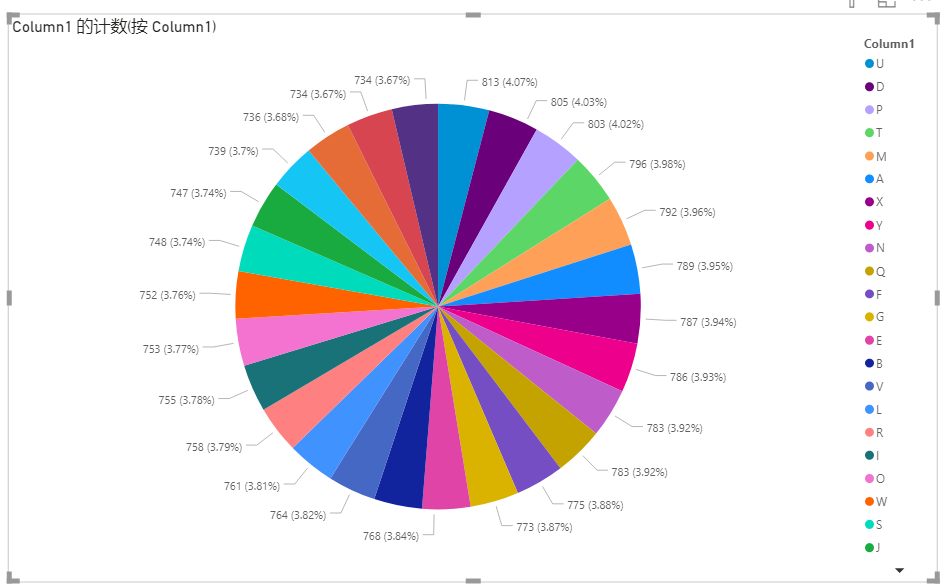 Column1 的计数(按 Column1)
813 (4.07%)
805 (4.03%)
803 (4.02%)
796 (3.98%)
792 (3.96%)
789 (3.95%)
787 (3.94%)
786 (3.93%)
783 (3.92%)
783 (3.92%)
775 (3.88%)
773 (3.87%)
768 (3.84%)
764 (3.82%)
761 (3.81%)
758 (3.79%)
755 (3.78%)
753 (3.77%)
752 (3.76%)
748 (3.74%)
747 (3.74%)
739 (3.7%)
736 (3.68%)
734 (3.67%)
734 (3.67%)
Column1
U
D
P
T
M
A
X
Y
N
Q
F
G
E
B
V
L
R
I
O
W
S
J